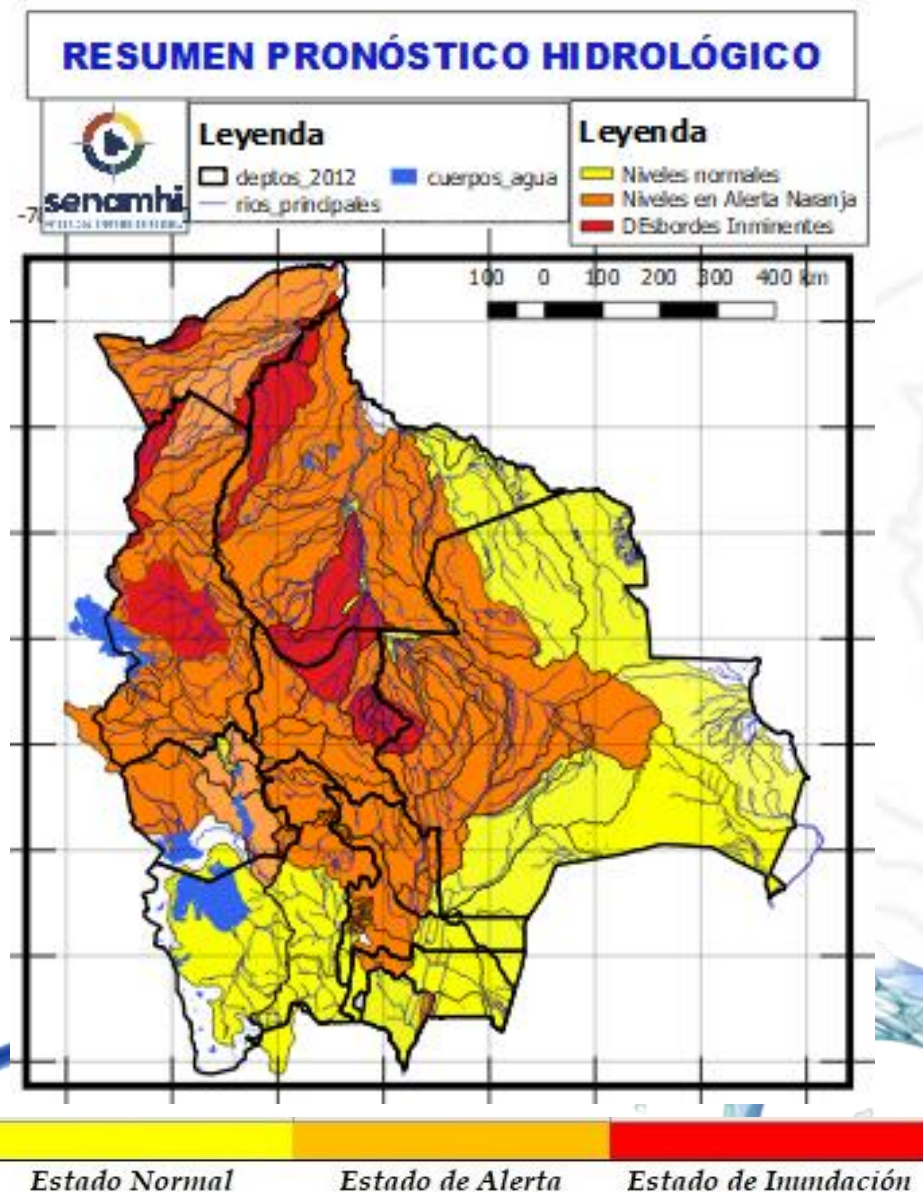 RESUMEN PRONÓSTICO HIDROLÓGICO
senamhi
Leyenda
deptos_2012
cuerpos_agua
rios_principales
Leyenda
Niveles normales
Niveles en Alerta Naranja
DEsbordes Inminentes
100 0 100 200 300 400 km
Estado Normal
Estado de Alerta
Estado de Inundación